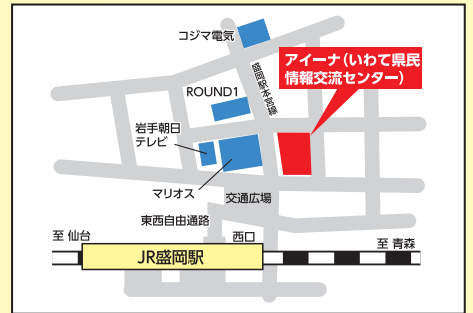 コジマ電気
アイーナ(いわて県民
情報交流センター)
盛岡駅本宮線
ROUND1
岩手朝日
テレビ
マリオス
交通広場
東西自由通路
至 仙台
西口
至 青森
JR盛岡駅